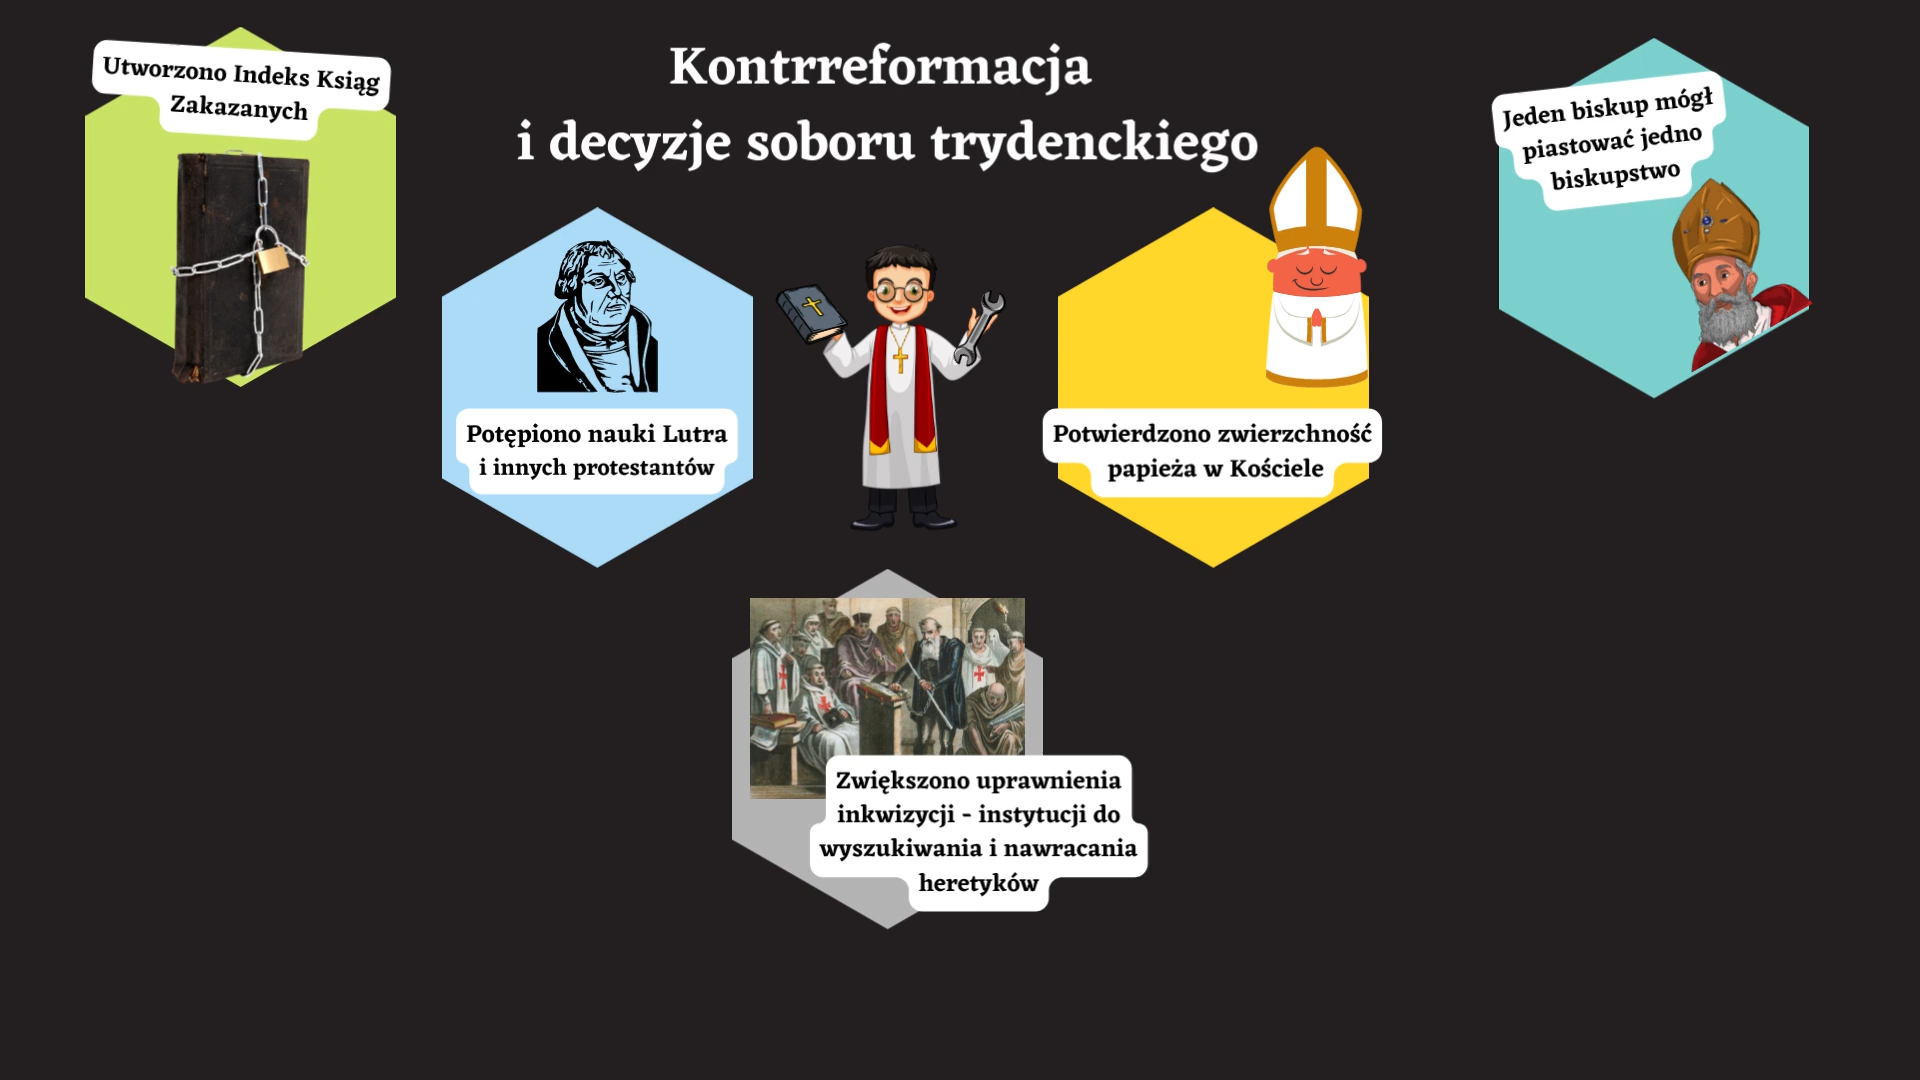 Kontrreformacja
i decyzje soboru trydenckiego
Utworzono Indeks Ksiąg
Zakazanych
Jeden biskup mógł
piastować jedno
biskupstwo
Potępiono nauki Lutra
i innych protestantów
Potwierdzono zwierzchność
papieża w Kościele
Zwiększono uprawnienia
inkwizycji - instytucji do
wyszukiwania i nawracania
heretyków